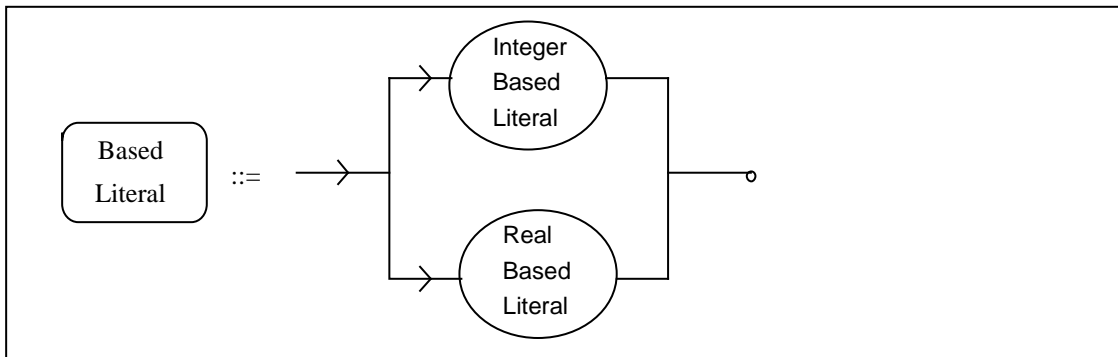 Based
Literal
::=
Integer
Based
Literal
Real
Based
Literal